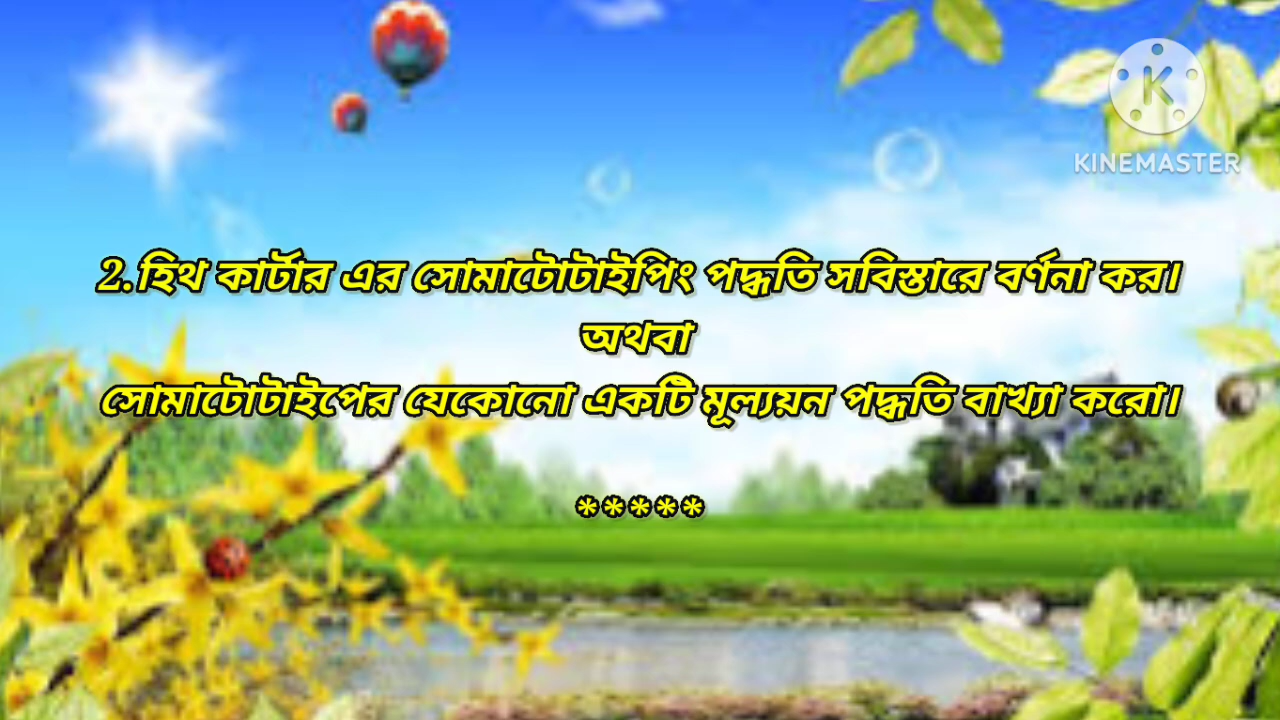 KINEMASTER
2.হিথ কার্টার এর সোমাটোটাইপিং পদ্ধতি সবিস্তারে বর্ণনা কর।
অথবা
সোমাটোটাইপের যেকোনো একটি মূল্যয়ন পদ্ধতি বাখ্যা করো।
*****